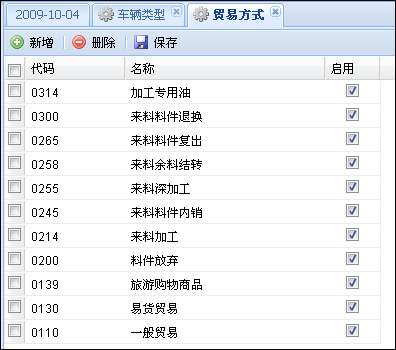 2009-10-04 车辆类型 贸易方式
新增 删除 保存
代码 名称 启用
0314 加工专用油
0300 来料料件退换
0265 来料料件复出
0258 来料余料结转
0255 来料深加工
0245 来料料件内销
0214 来料加工
0200 料件放弃
0139 旅游购物商品
0130 易货贸易
0110 一般贸易